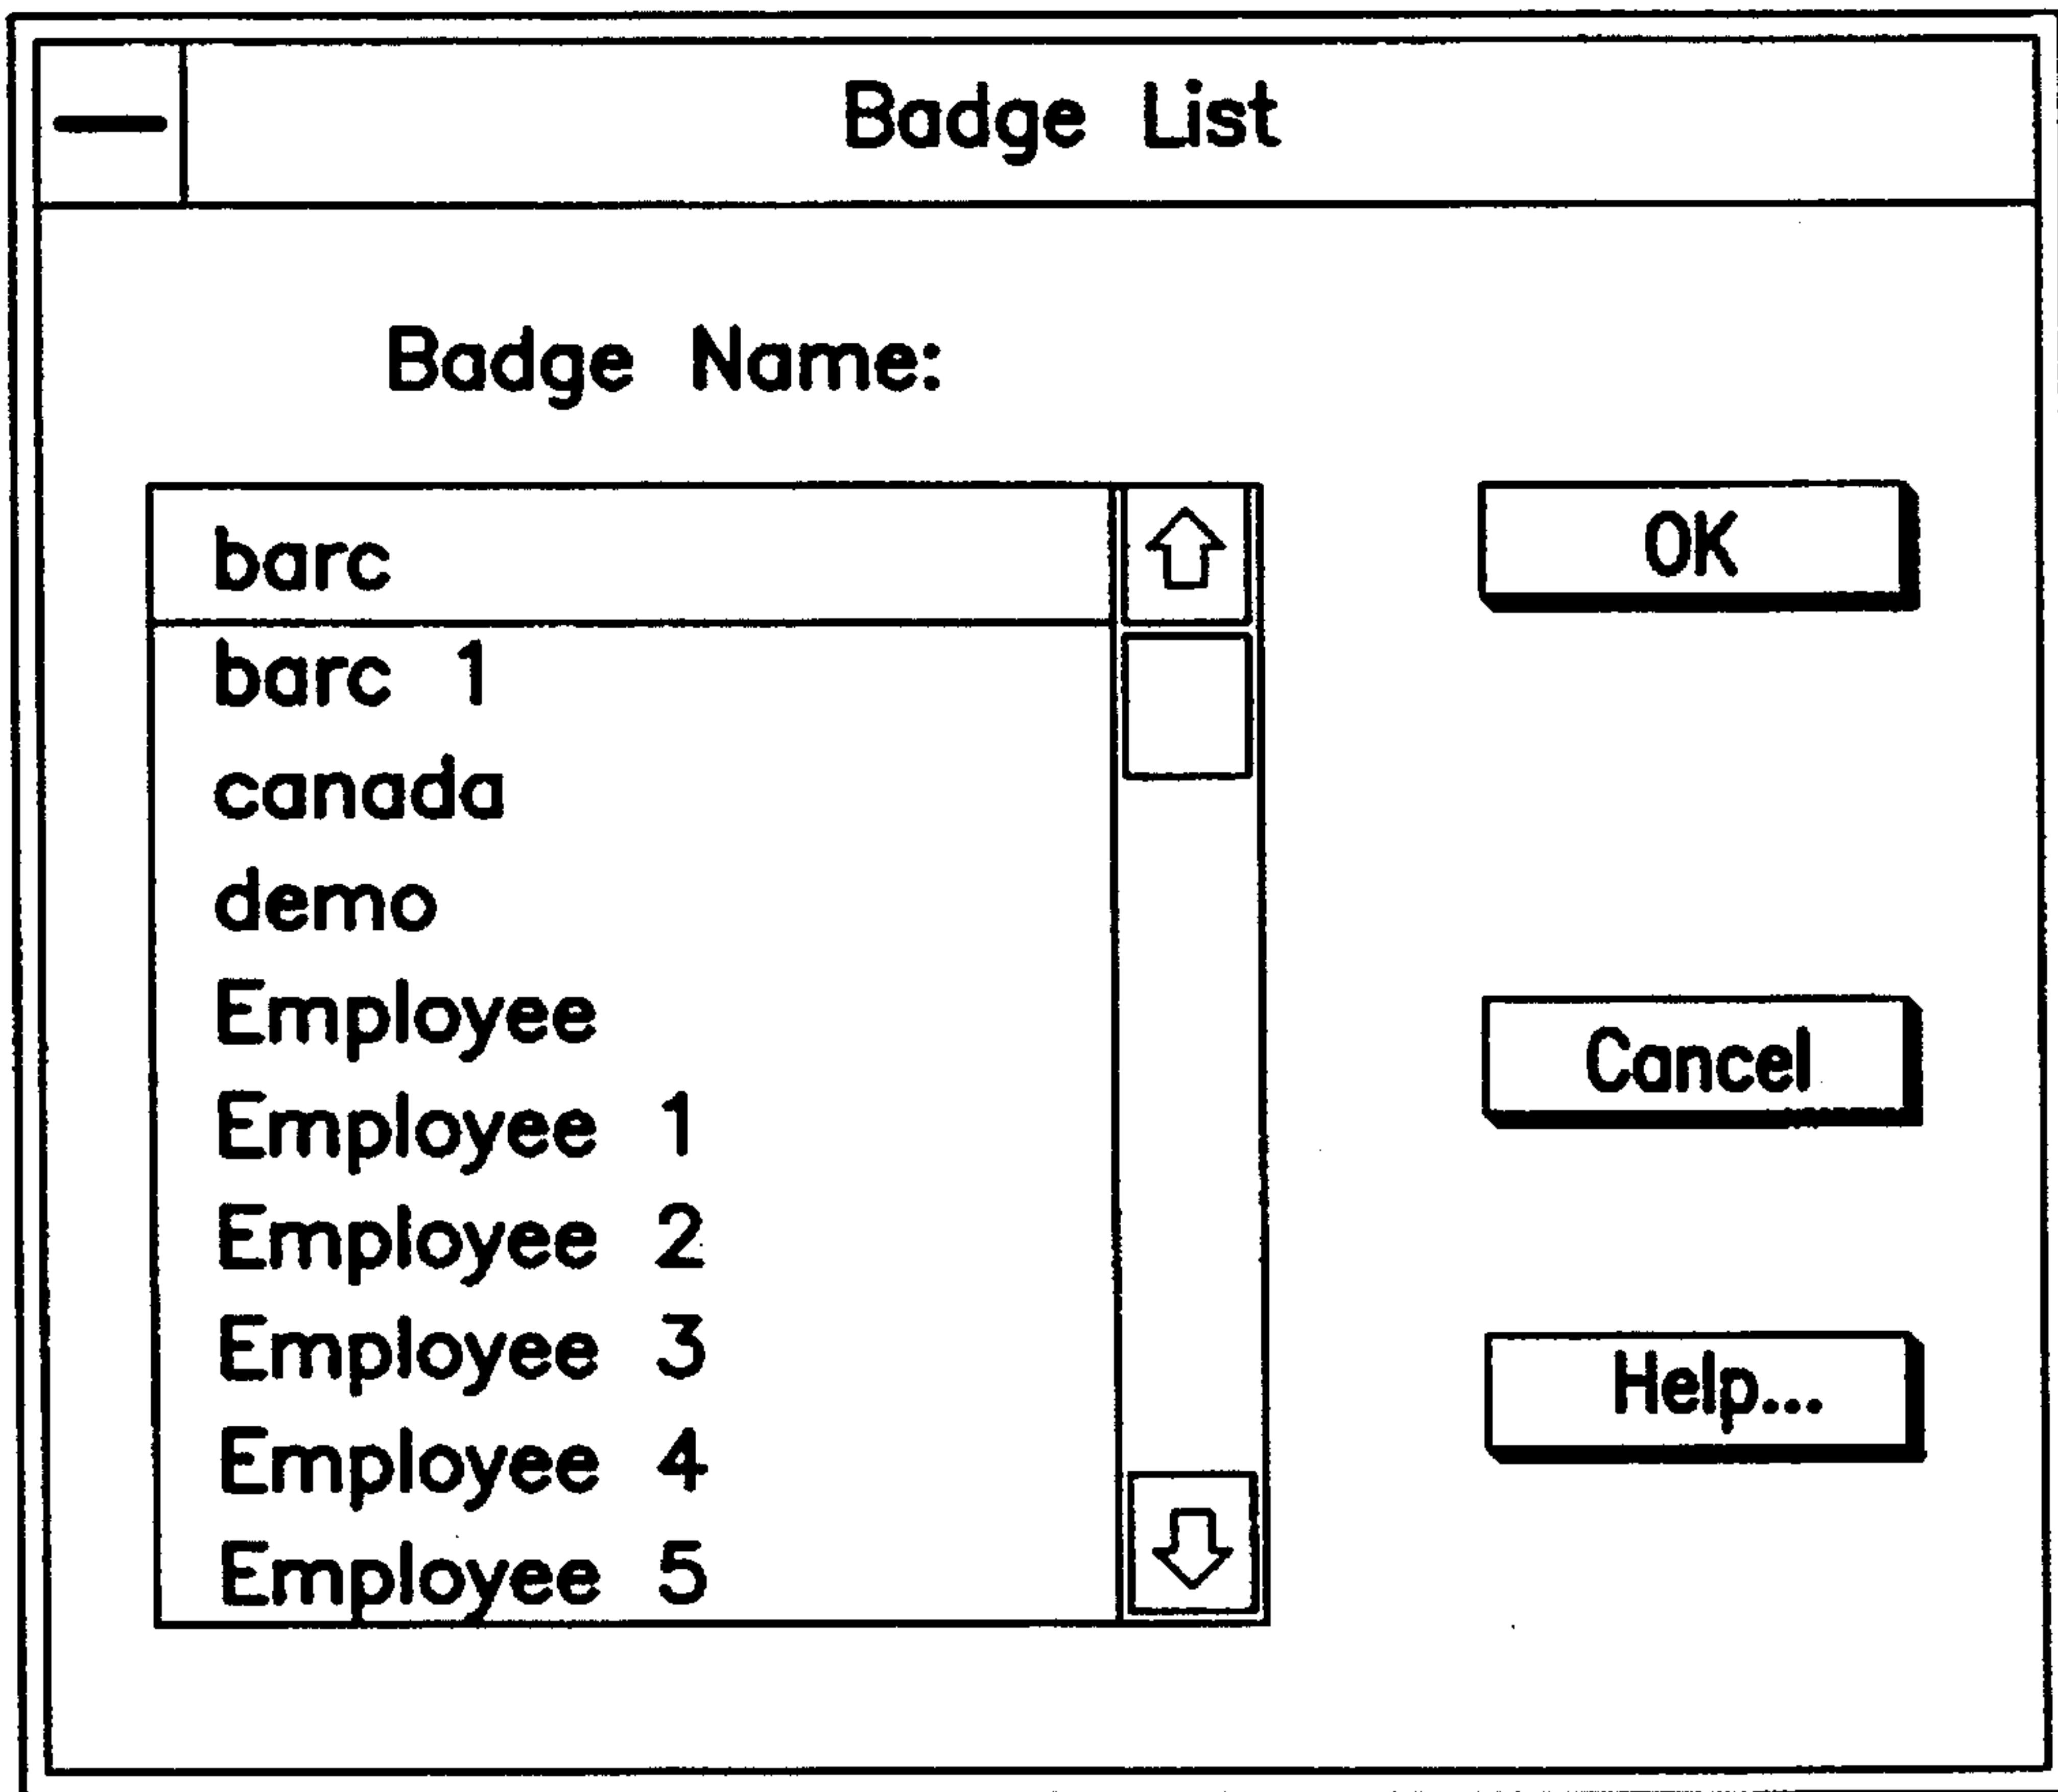 Badge List
Badge Name:
barc
barc 1
canada
demo
Employee
Employee 1
Employee 2
Employee 3
Employee 4
Employee 5
OK
Cancel
Help...